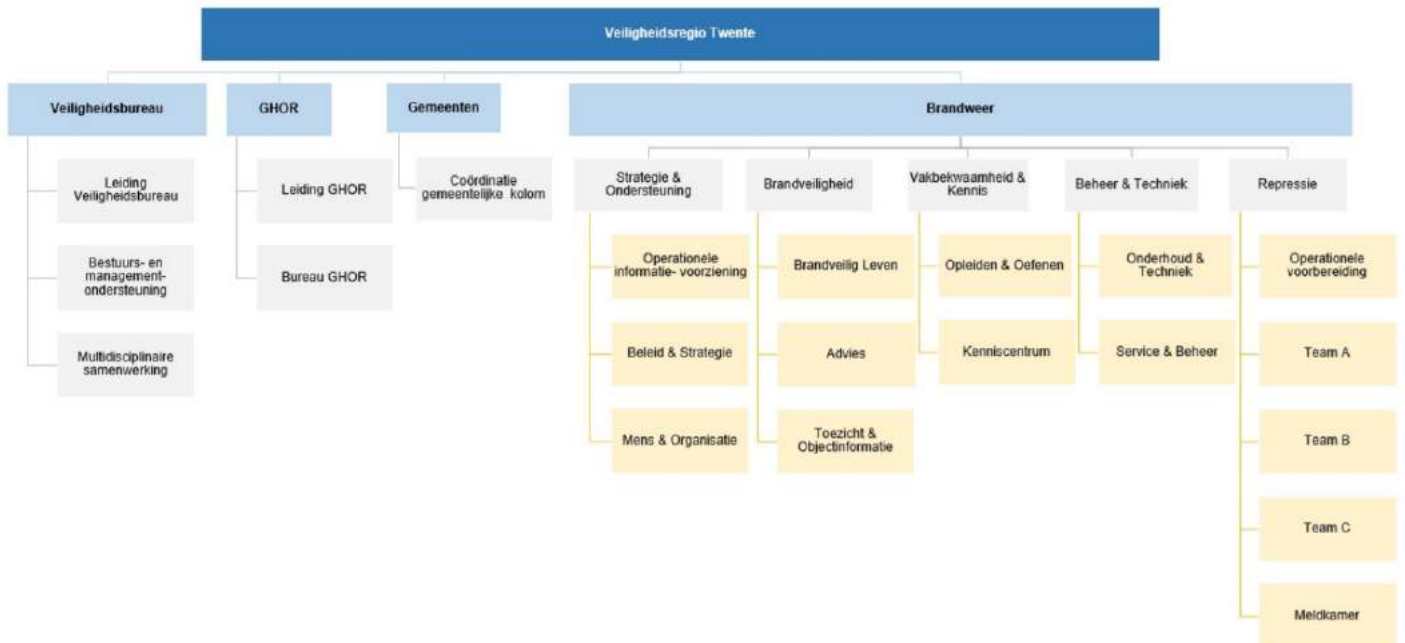 Veiligheidsregio Twente
Veiligheidsbureau
GHOR
Gemeenten
Brandweer
Leiding
Veiligheidsbureau
Bestuurs- en
management-
ondersteuning
Multidisciplinaire
samenwerking
Leiding GHOR
Bureau GHOR
Coördinatie
gemeentelijke kolom
Strategie &
Ondersteuning
Operationele
informatie- voorziening
Beleid & Strategie
Mens & Organisatie
Brandveiligheid
Brandveilig Leven
Advies
Toezicht &
Objectinformatie
Vakbekwaamheid &
Kennis
Opleiden & Oefenen
Kenniscentrum
Beheer & Techniek
Onderhoud &
Techniek
Service & Beheer
Repressie
Operationele
voorbereiding
Team A
Team B
Team C
Meldkamer